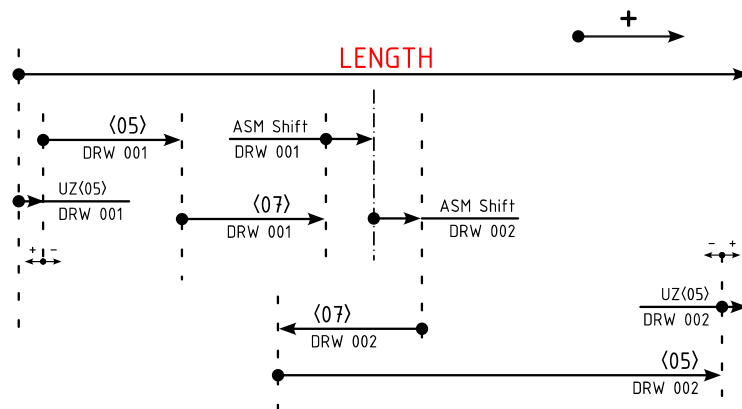 +
LENGTH
⟨05⟩
DRW 001
ASM Shift
DRW 001
UZ⟨05⟩
DRW 001
⟨07⟩
DRW 001
ASM Shift
DRW 002
+ -
- +
UZ⟨05⟩
DRW 002
⟨07⟩
DRW 002
⟨05⟩
DRW 002